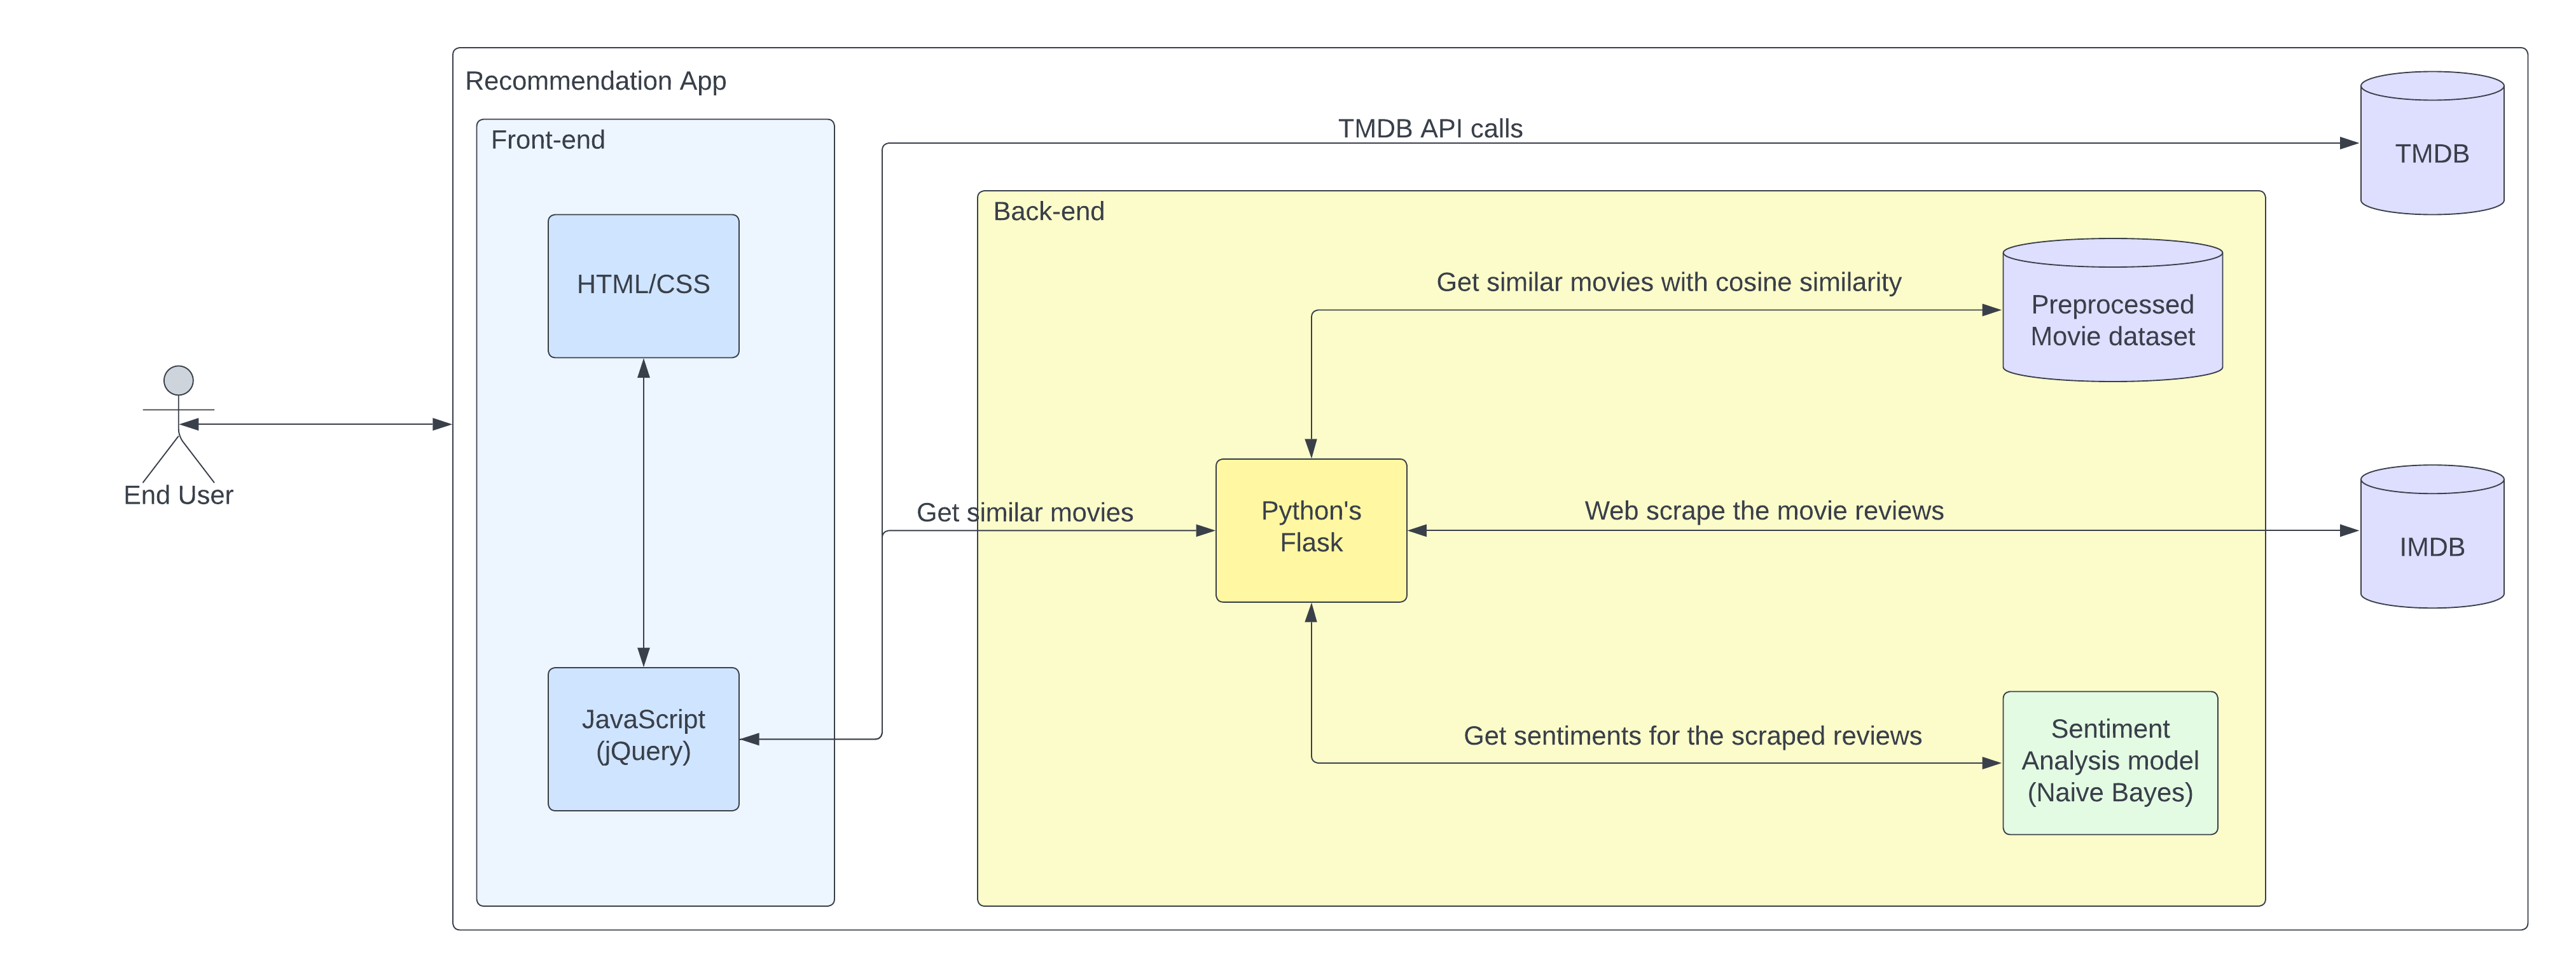 Recommendation App
Front-end
HTML/CSS
JavaScript
(jQuery)
End User
TMDB API calls
TMDB
Back-end
Get similar movies with cosine similarity
Preprocessed
Movie dataset
Get similar movies
Python's
Flask
Web scrape the movie reviews
IMDB
Get sentiments for the scraped reviews
Sentiment
Analysis model
(Naive Bayes)